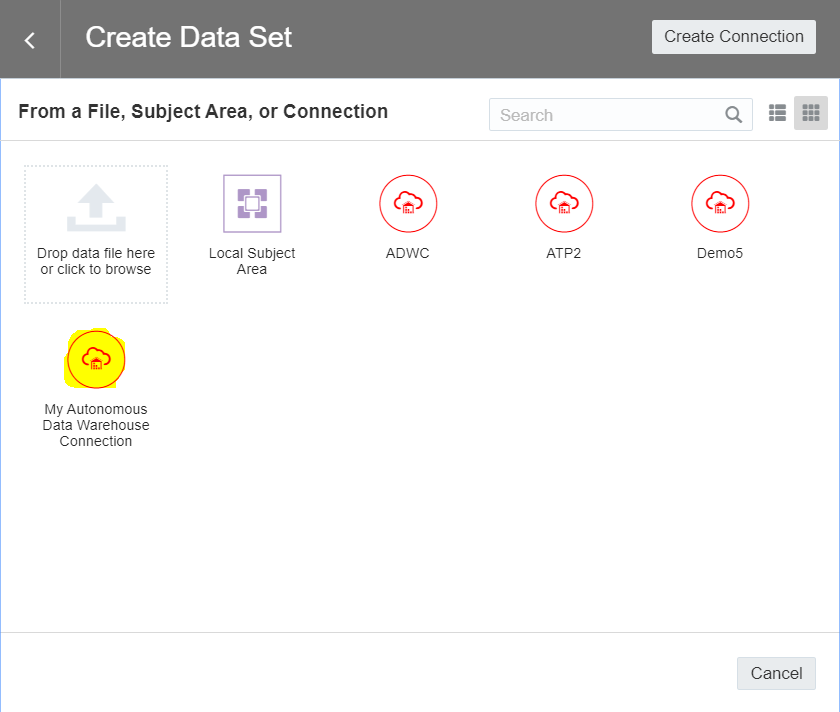 Create Data Set
Create Connection
From a File, Subject Area, or Connection
Search
Drop data file here
or click to browse
Local Subject
Area
ADWC
ATP2
Demo5
My Autonomous
Data Warehouse
Connection
Cancel